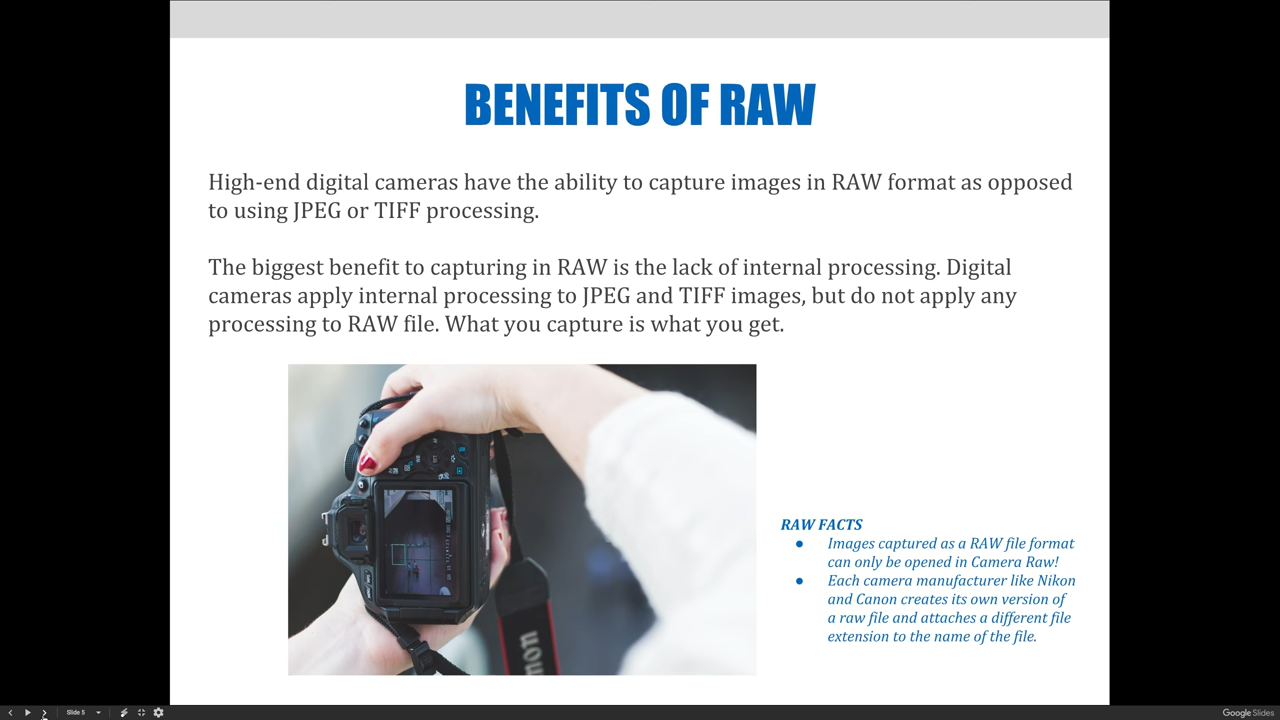 BENEFITS OF RAW
High-end digital cameras have the ability to capture images in RAW format as opposed
to using JPEG or TIFF processing.
The biggest benefit to capturing in RAW is the lack of internal processing. Digital
cameras apply internal processing to JPEG and TIFF images, but do not apply any
processing to RAW file. What you capture is what you get.
non
RAW FACTS
● Images captured as a RAW file format
can only be opened in Camera Raw!
● Each camera manufacturer like Nikon
and Canon creates its own version of
a raw file and attaches a different file
extension to the name of the file.
Slide 5
Google Slides